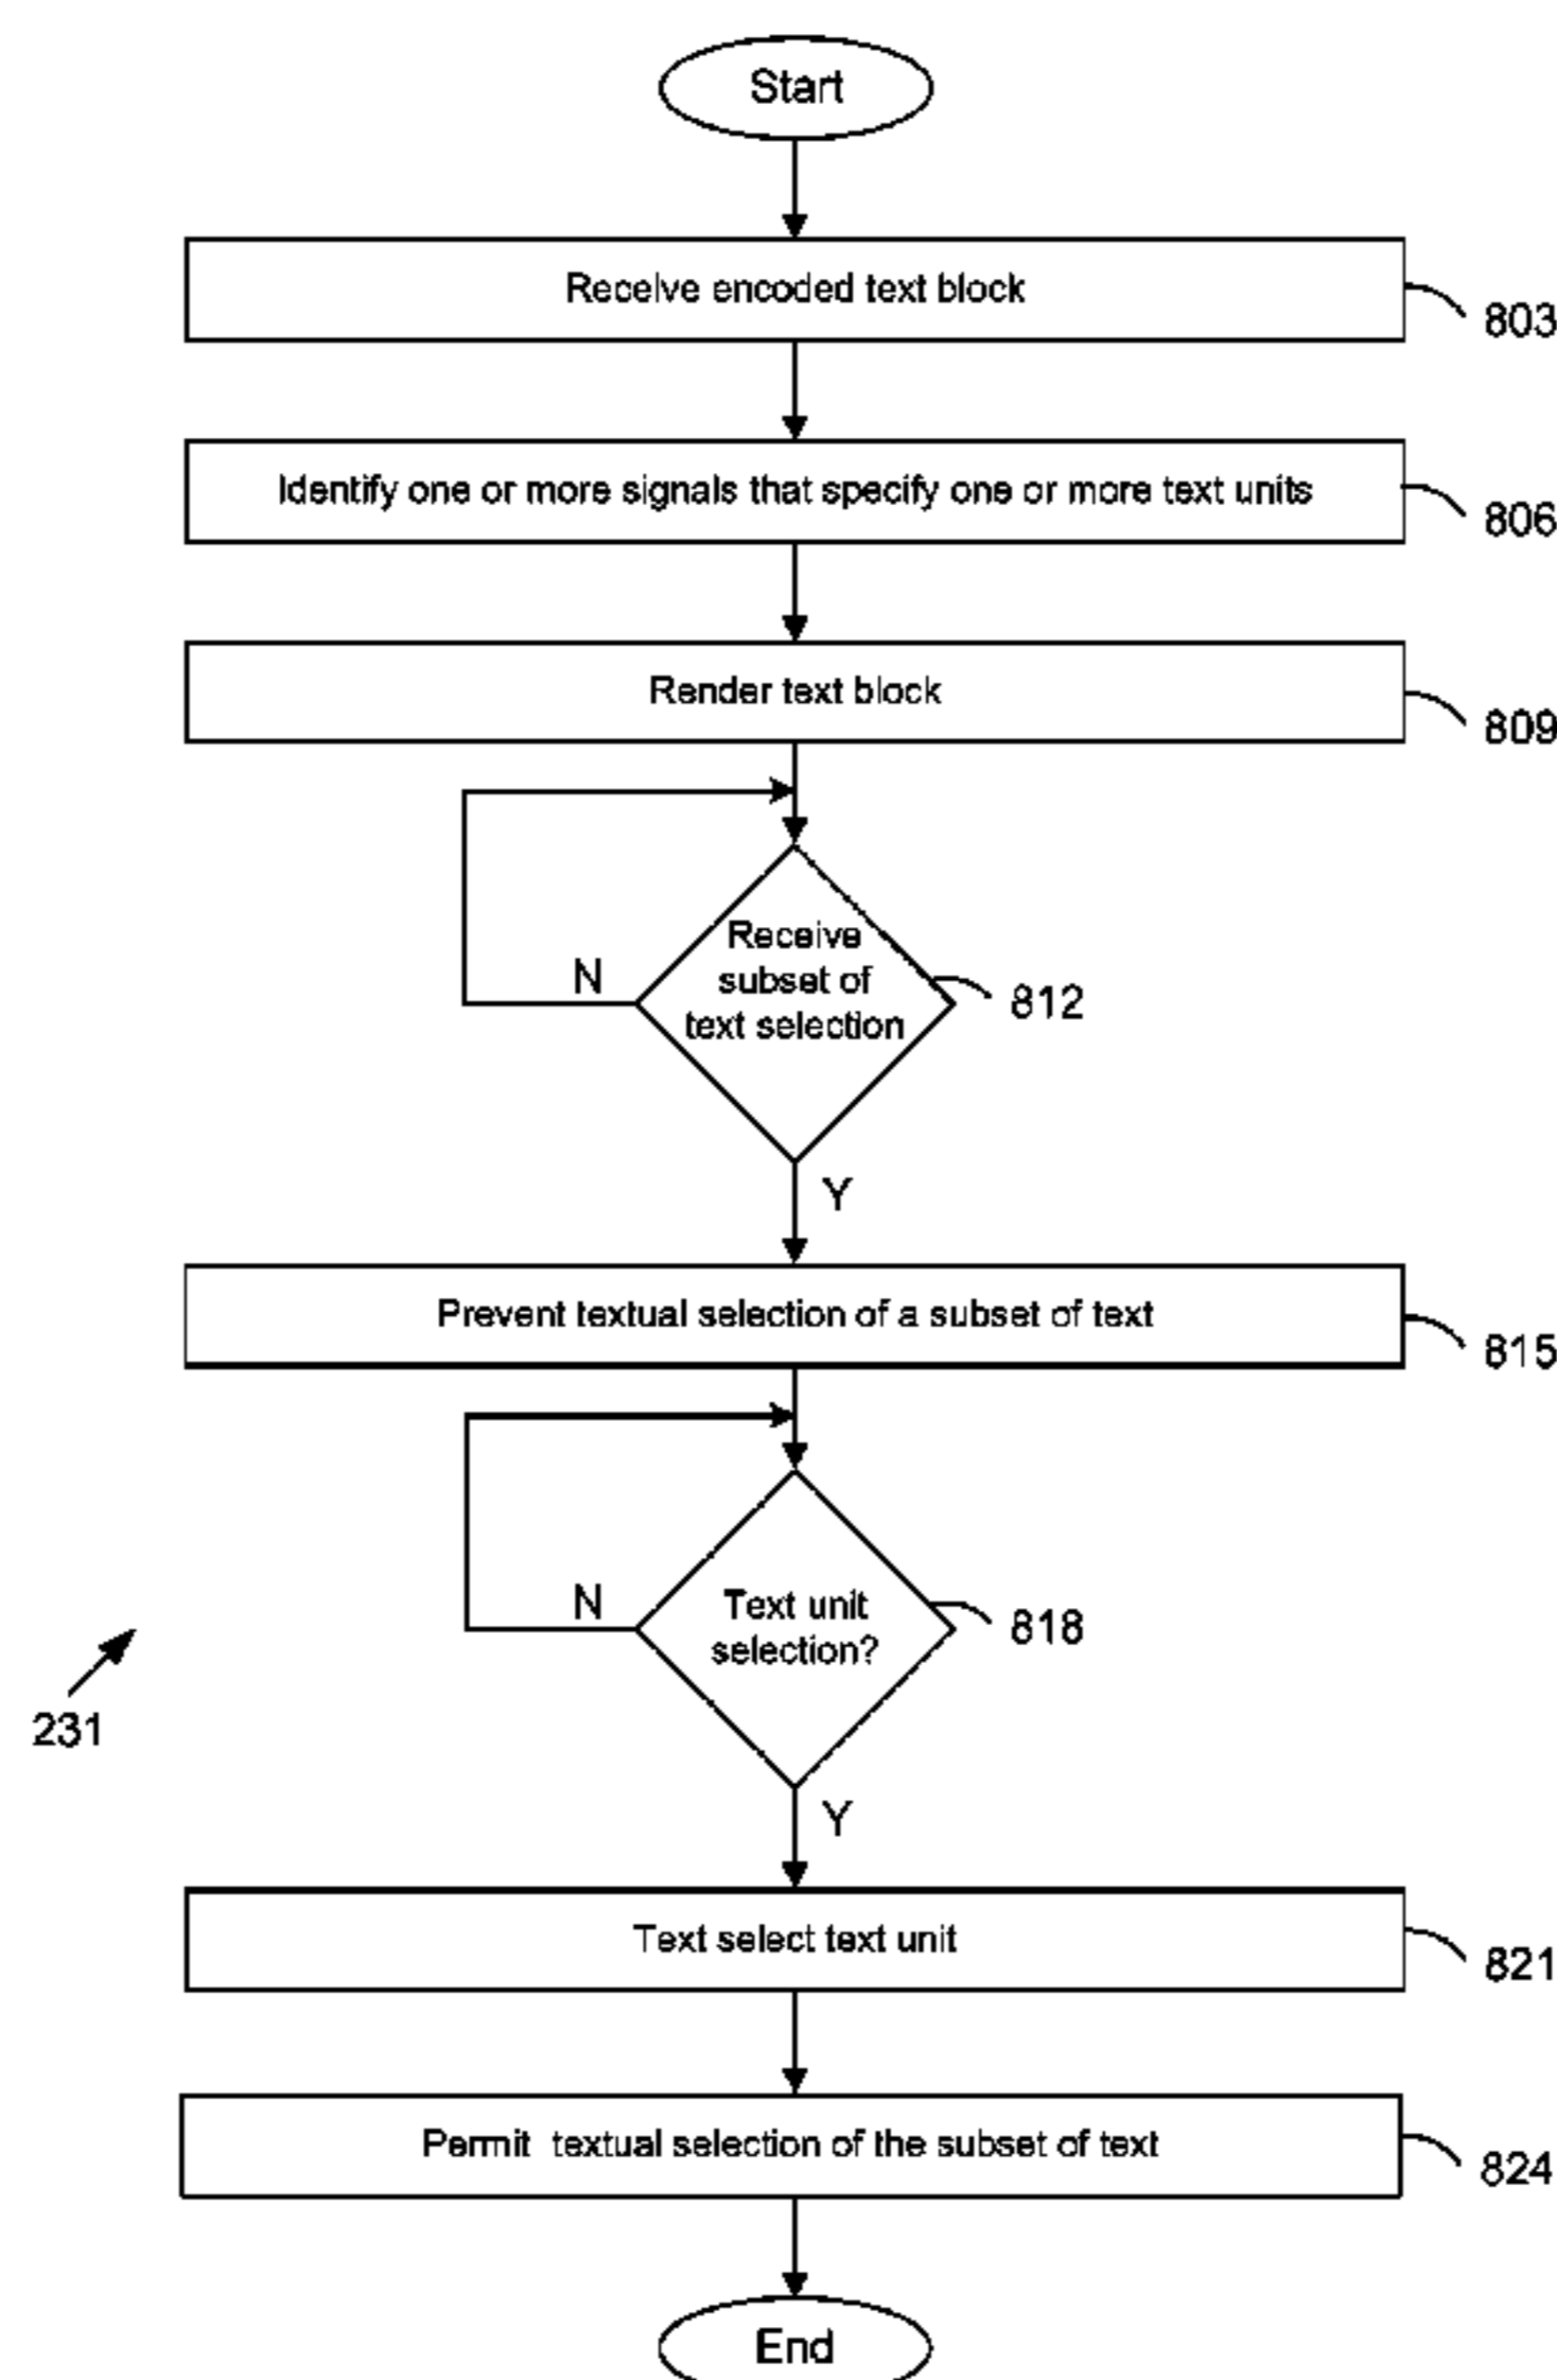 Start
Receive encoded text block
803
Identify one or more signals that specify one or more text units
806
Render text block
809
Receive
subset of
text selection
N
812
Y
Prevent textual selection of a subset of text
815
Text unit
selection?
N
818
231
Y
Text select text unit
821
Permit textual selection of the subset of text
824
End